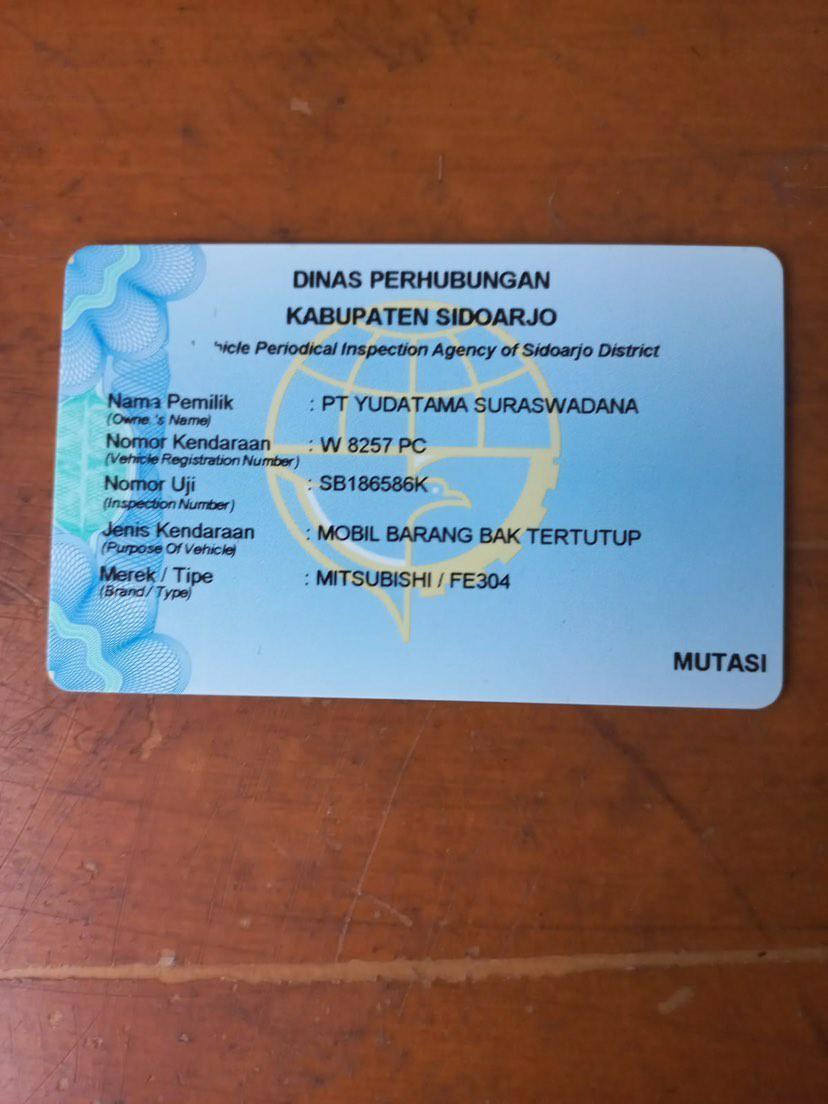 DINAS PERHUBUNGAN
KABUPATEN SIDOARJO
Periodical Inspection Agency of Sidoarjo District
Nama Pemilik : PT YUDATAMA SURASWADANA
(Owne 's Name)
Nomor Kendaraan : W 8257 PC
(Vehicle Registration Number)
Nomor Uji : SB186586K
(Inspection Number)
Jenis Kendaraan : MOBIL BARANG BAK TERTUTUP
(Purpose Of Vehicle)
Merek / Tipe : MITSUBISHI / FE304
(Brand / Type)
MUTASI